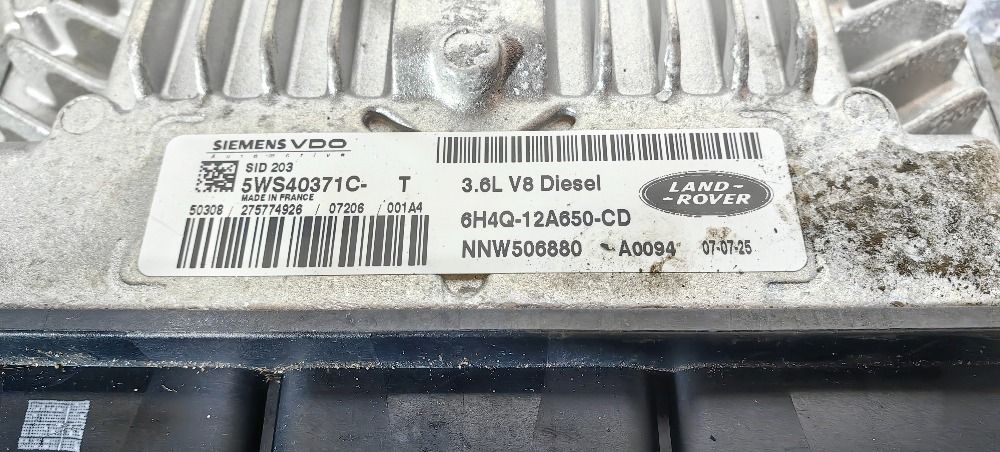 SIEMENS VDO
Automotive
SID 203
5WS40371C- T
MADE IN FRANCE
50308 / 275774926 / 07206 / 001A4
3.6L V8 Diesel
LAND-
-ROVER
6H4Q-12A650-CD
NNW506880 A0094 07-07-25